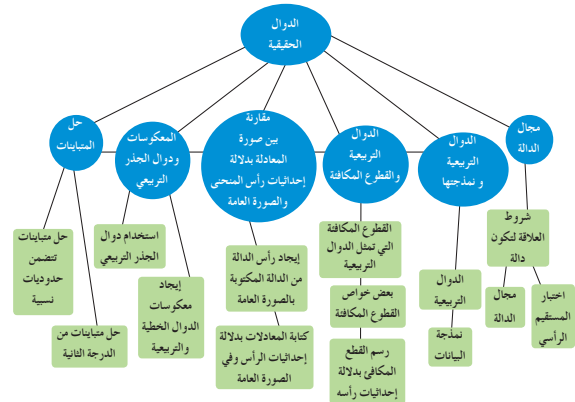 الدوال
الحقيقية
مجال
الدالة
الدوال
التربيعية
و نمذجتها
الدوال
التربيعية
والقطوع المكافئة
مقارنة
بين صورة
المعادلة بدلالة
إحداثيات رأس المنحنى
والصورة العامة
المعكوسات
ودوال الجذر
التربيعي
حل
المتباينات
شروط
العلاقة لتكون
دالة
اختبار
المستقيم
الرأسي
مجال
الدالة
الدوال
التربيعية
نمذجة
البيانات
القطوع المكافئة
التي تمثل الدوال
التربيعية
بعض خواص
القطوع المكافئة
رسم القطع
المكافئ بدلالة
إحداثيات رأسه
إيجاد رأس الدالة
من الدالة المكتوبة
بالصورة العامة
كتابة المعادلات بدلالة
إحداثيات الرأس وفي
الصورة العامة
استخدام دوال
الجذر التربيعي
إيجاد
معكوسات
الدوال الخطية
والتربيعية
حل متباينات
تتضمن
حدوديات
نسبية
حل متباينات من
الدرجة الثانية